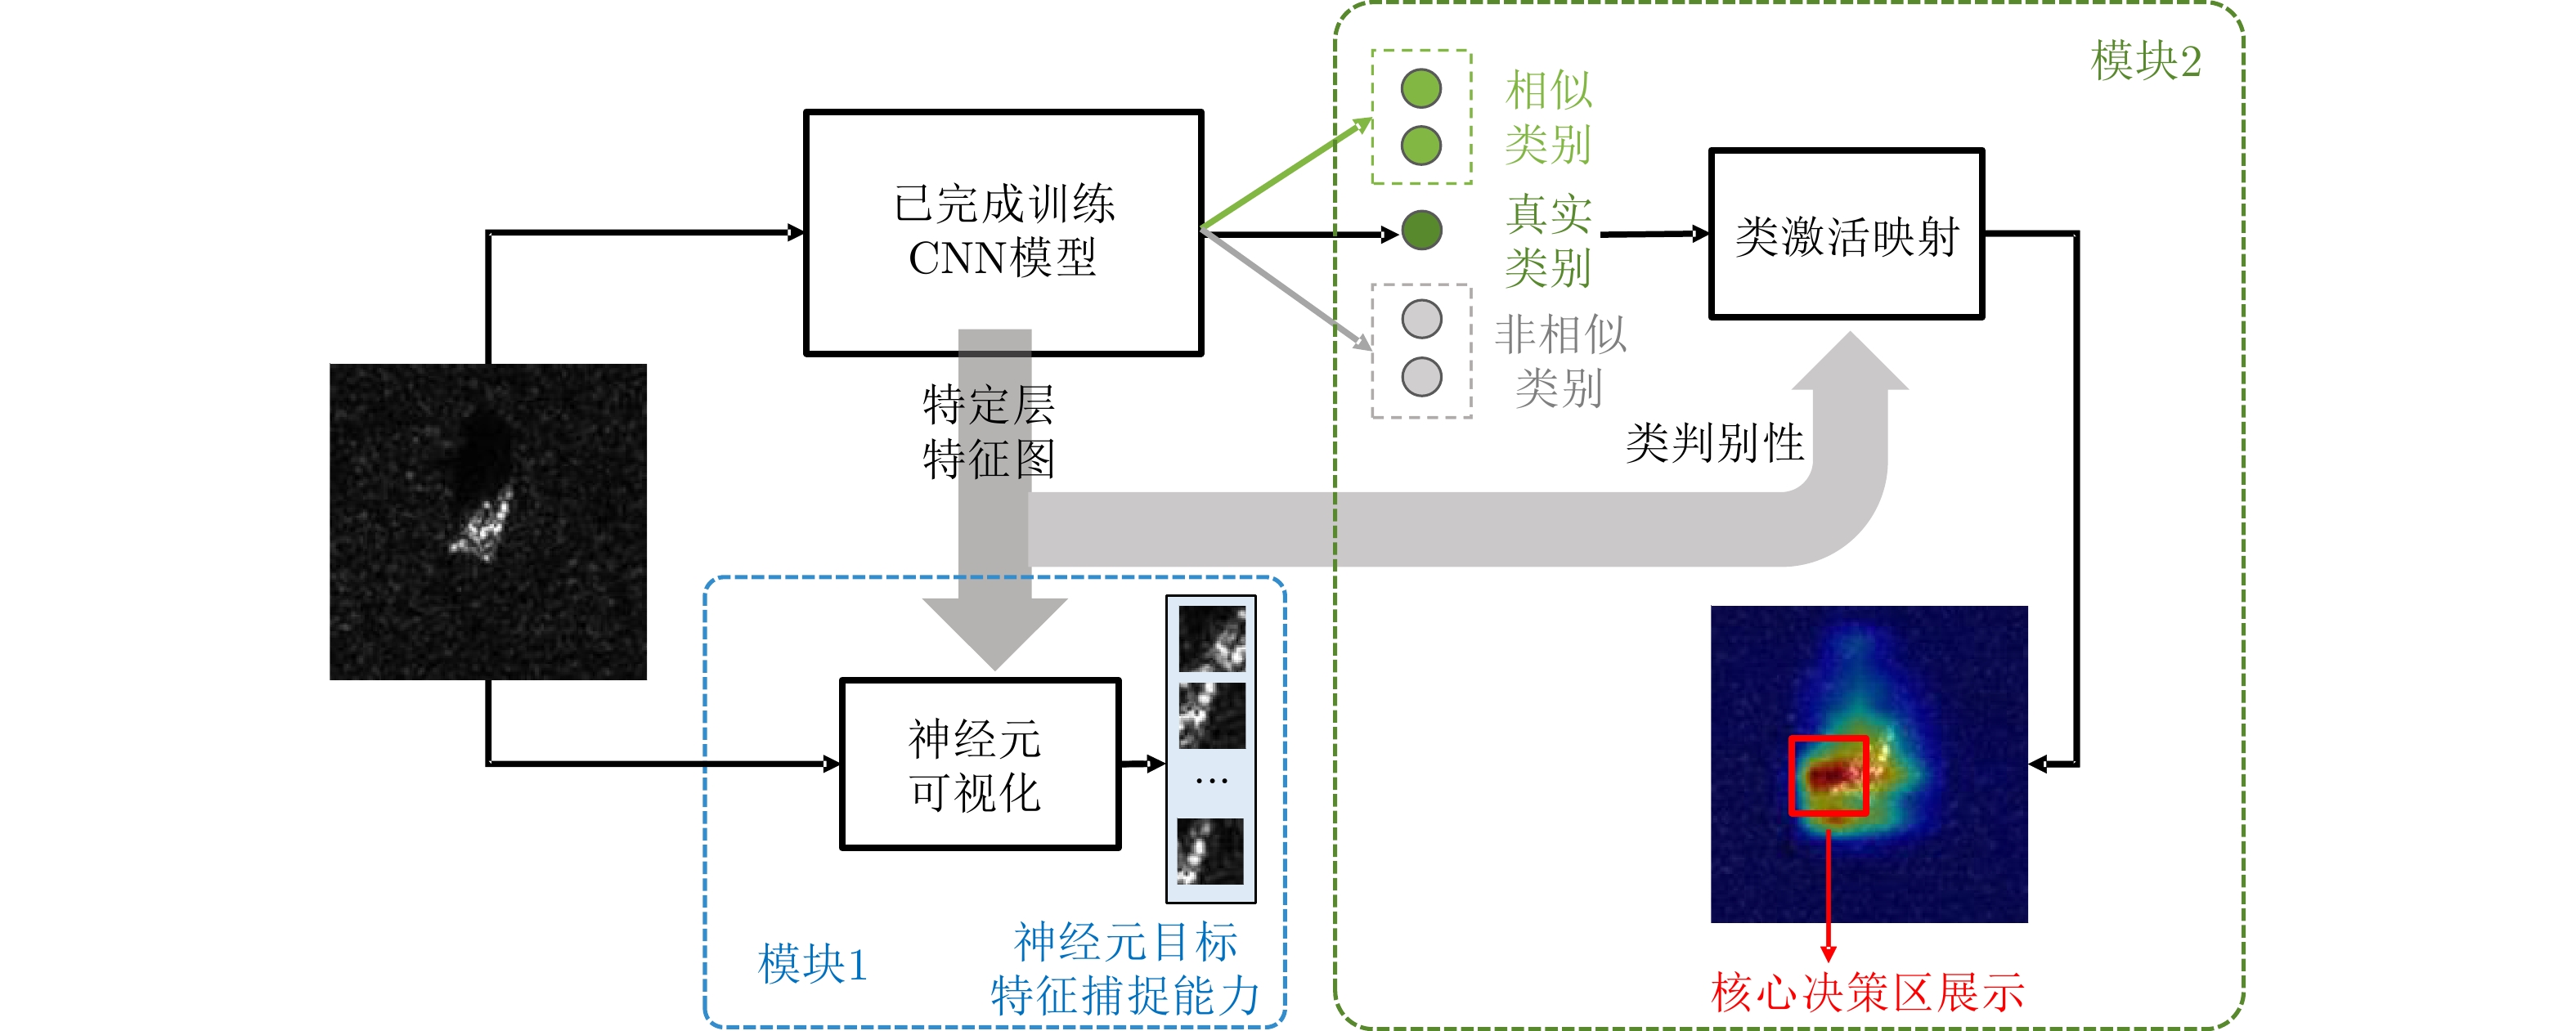 模块2
相似
类别
已完成训练
CNN模型
真实
类别
类激活映射
非相似
类别
特定层
特征图
类判别性
神经元
可视化
...
模块1
神经元目标
特征捕捉能力
核心决策区展示